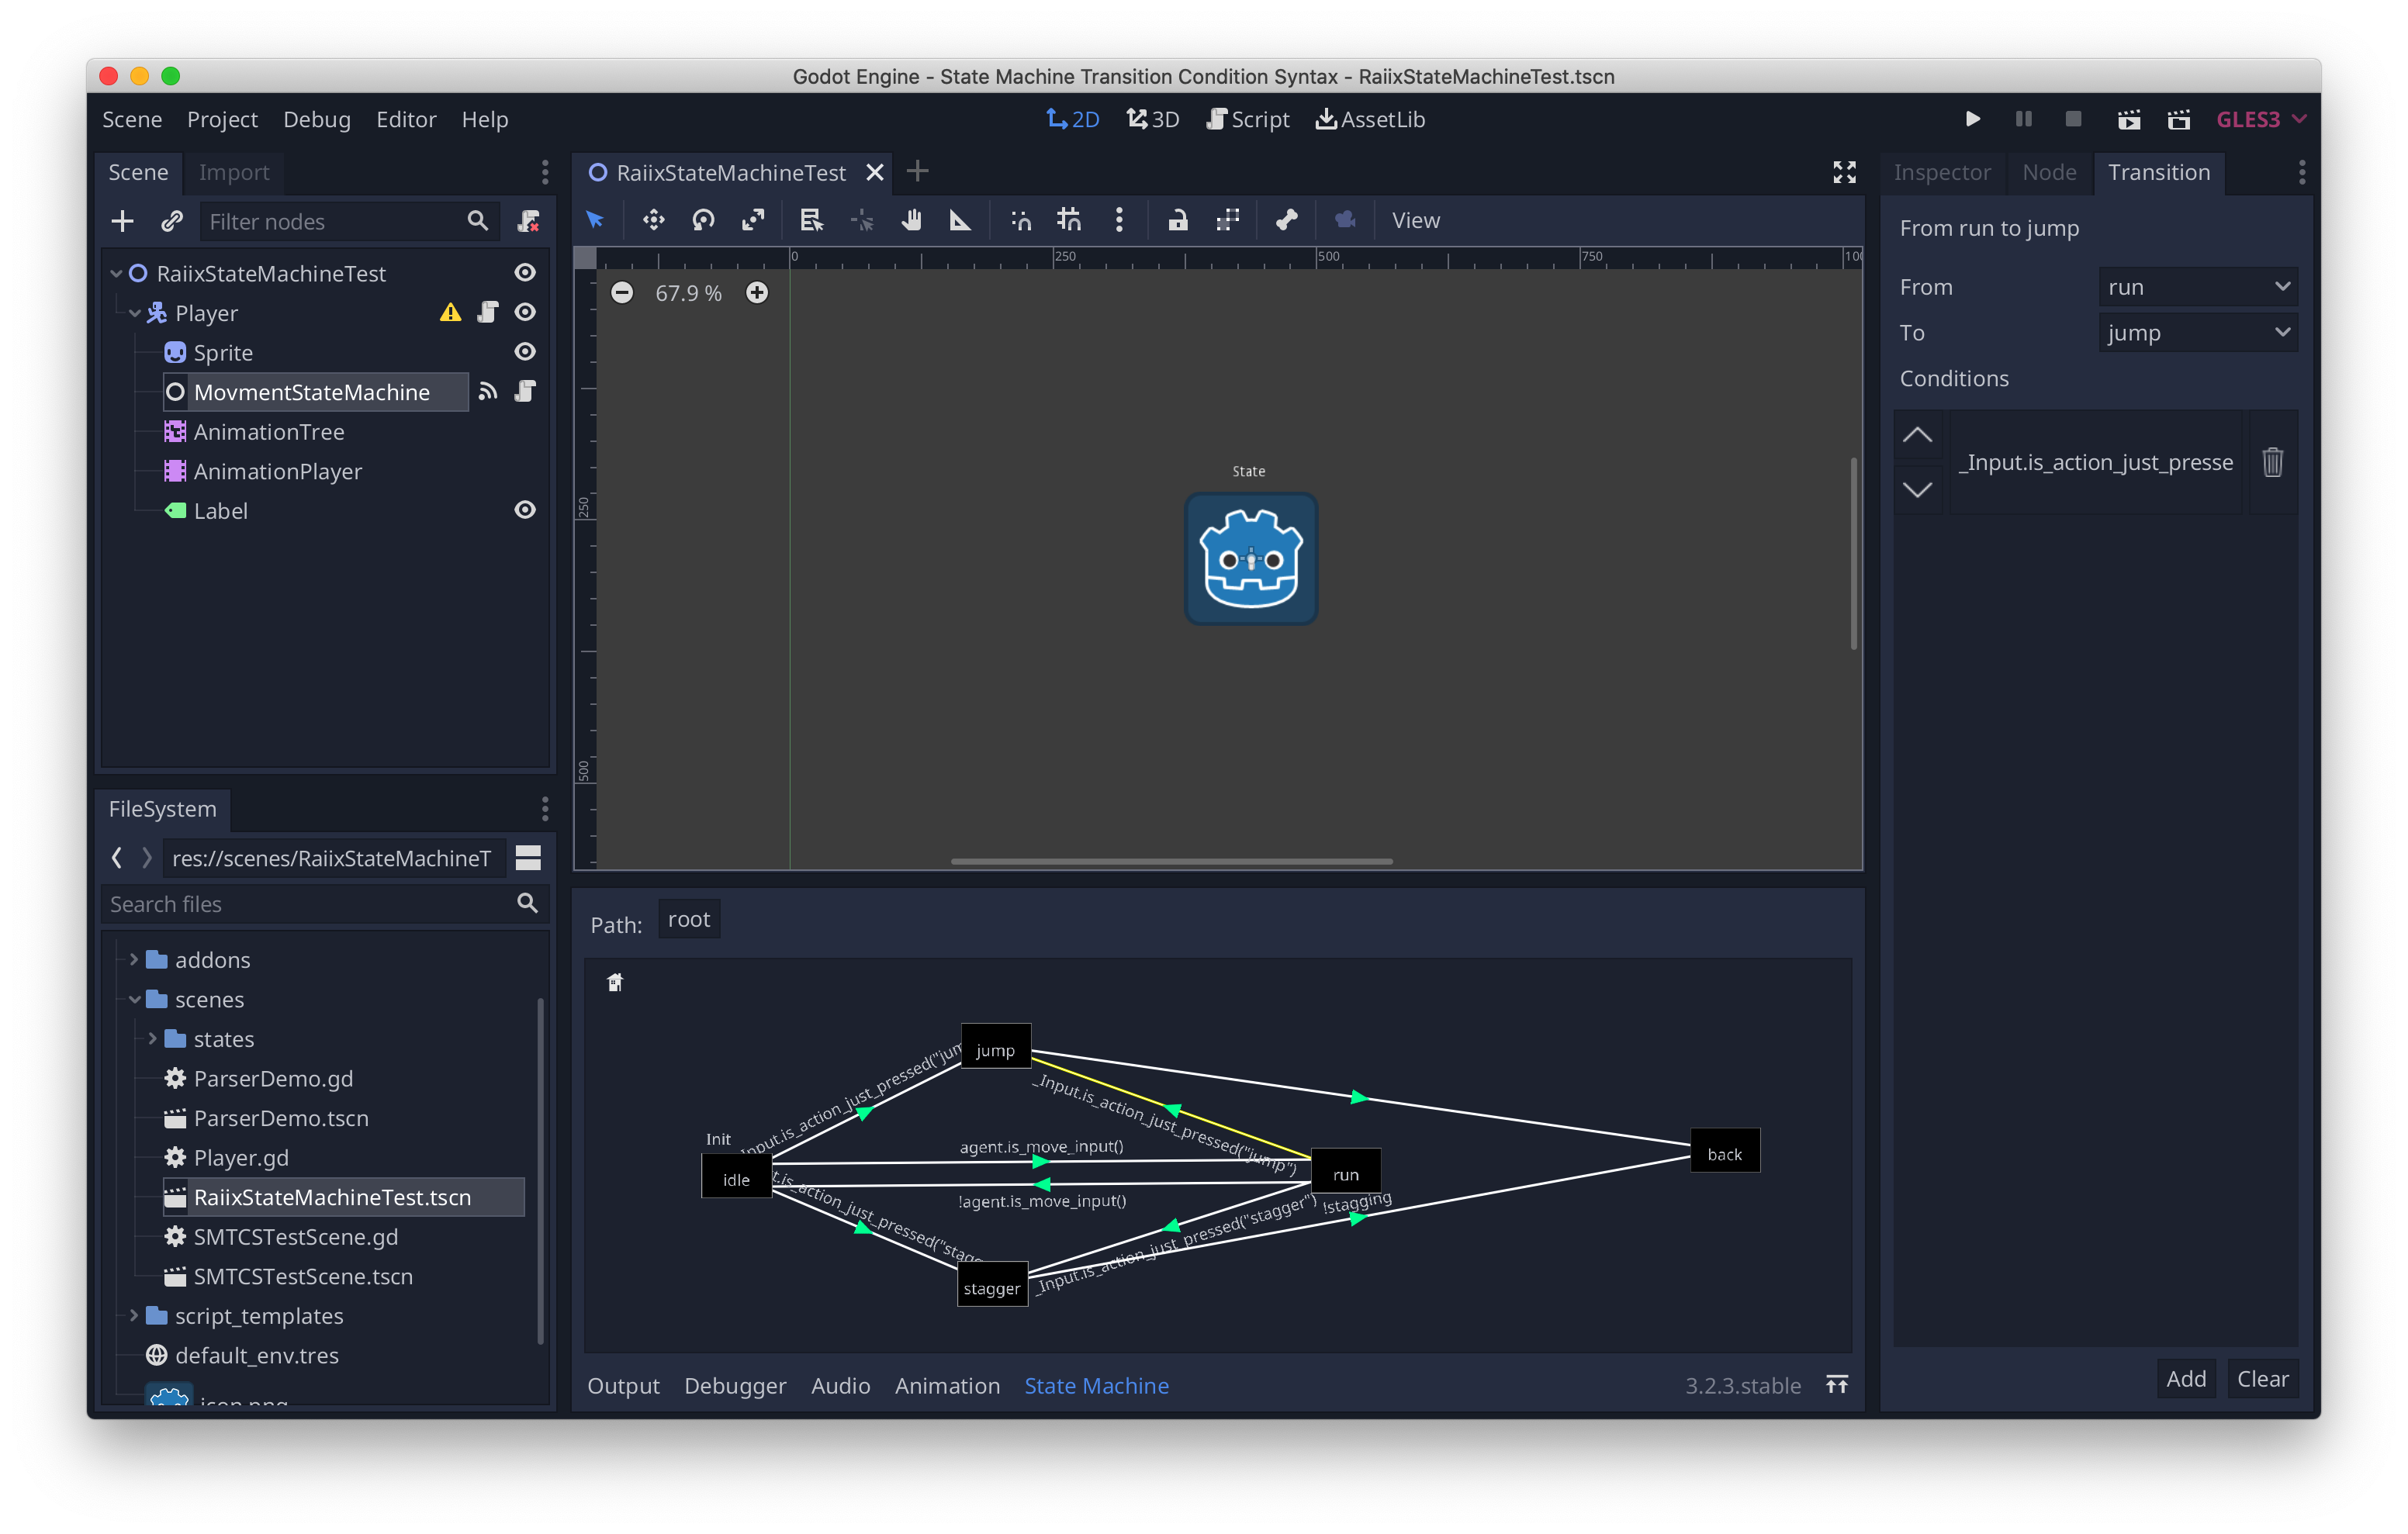 Godot Engine - State Machine Transition Condition Syntax - RaiixStateMachineTest.tscn
Scene Project Debug Editor Help
2D 3D Script AssetLib
GLES3
Scene Import
Filter nodes
RaiixStateMachineTest
Player
Sprite
MovmentStateMachine
AnimationTree
AnimationPlayer
Label
FileSystem
res://scenes/RaiixStateMachineT
Search files
addons
scenes
states
ParserDemo.gd
ParserDemo.tscn
Player.gd
RaiixStateMachineTest.tscn
SMTCSTestScene.gd
SMTCSTestScene.tscn
script_templates
default_env.tres
icon.png
RaiixStateMachineTest
View
0 250 500 750 100
67.9 %
250
500
State
Path: root
jump
Input.is_action_just_pressed("jum
_Input.is_action_just_pressed("jump")
Init
idle
agent.is_move_input()
!agent.is_move_input()
run
back
t.is_action_just_pressed("stagg
_Input.is_action_just_pressed("stagger")
!stagging
stagger
Output Debugger Audio Animation State Machine
3.2.3.stable
Inspector Node Transition
From run to jump
From run
To jump
Conditions
_Input.is_action_just_presse
Add Clear